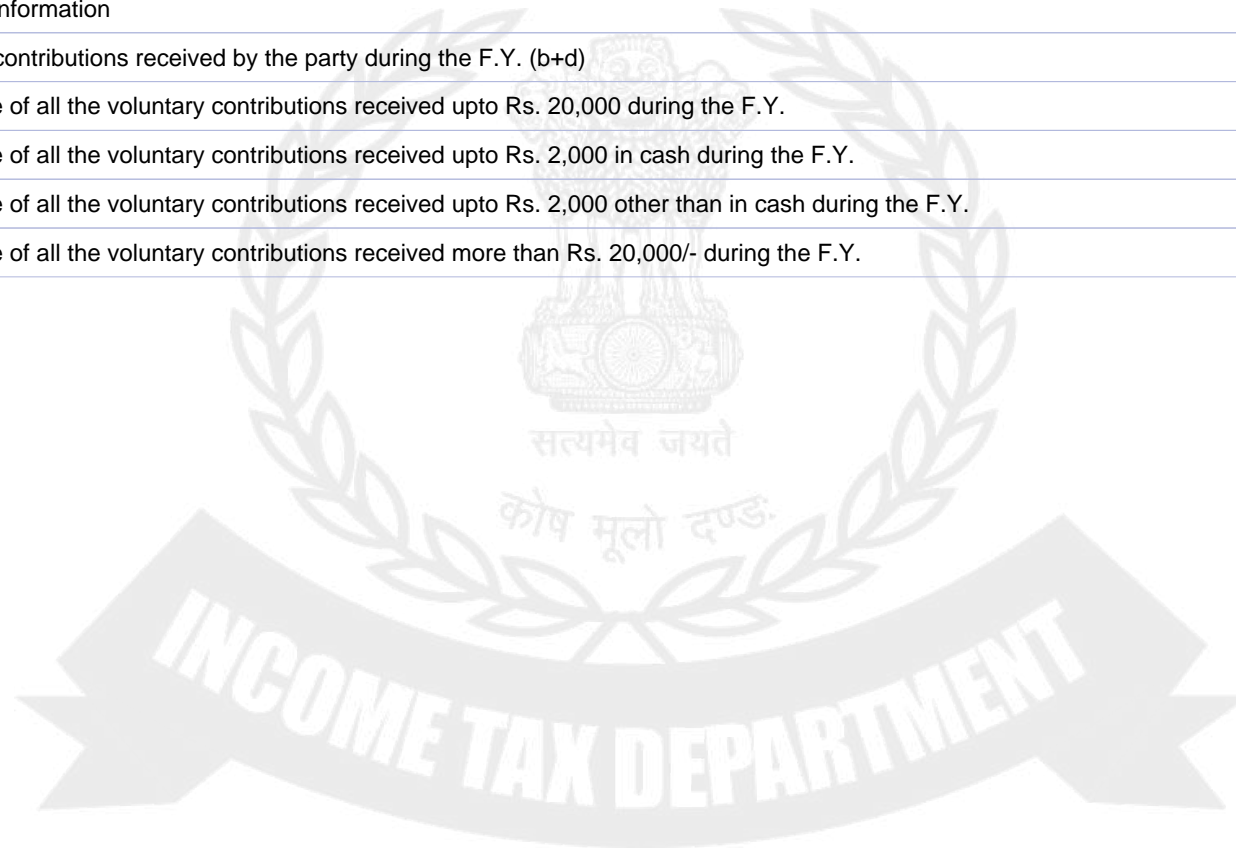 nformation
contributions received by the party during the F.Y. (b+d)
e of all the voluntary contributions received upto Rs. 20,000 during the F.Y.
e of all the voluntary contributions received upto Rs. 2,000 in cash during the F.Y.
e of all the voluntary contributions received upto Rs. 2,000 other than in cash during the F.Y.
e of all the voluntary contributions received more than Rs. 20,000/- during the F.Y.
सत्यमेव जयते
कोष मूलो दण्ड:
INCOME TAX DEPARTMENT